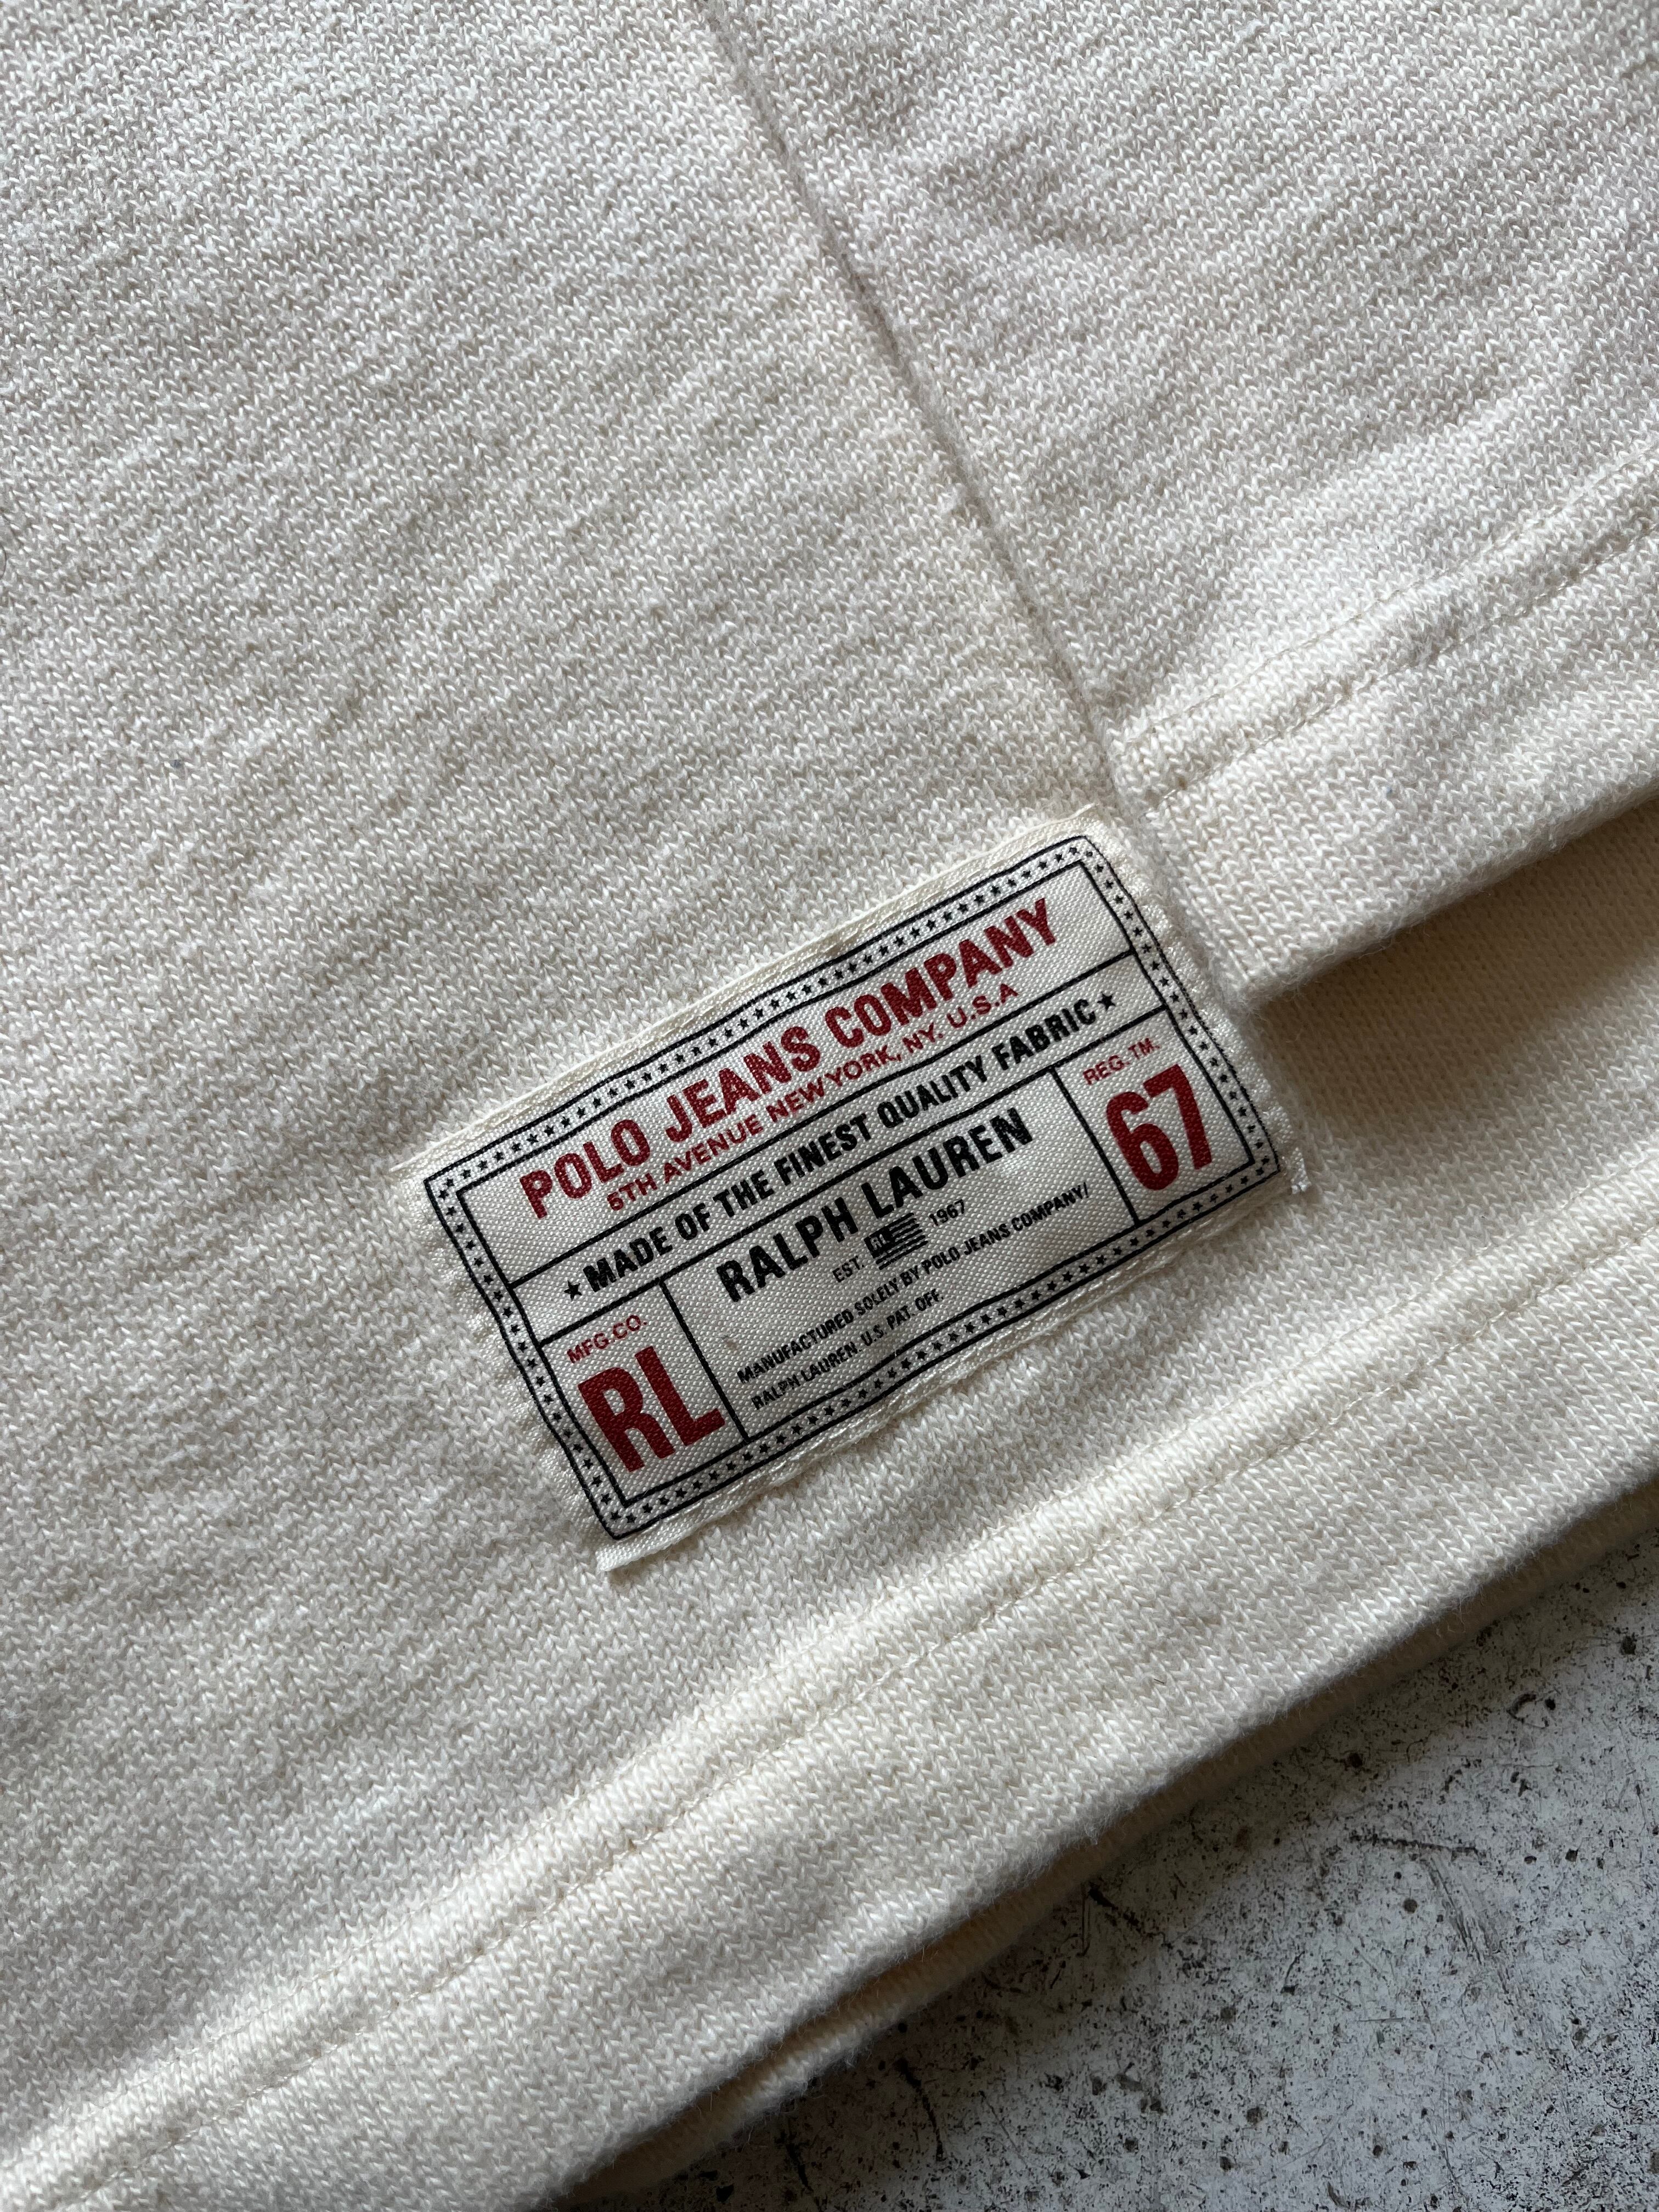 POLO JEANS COMPANY
5TH AVENUE NEW YORK, NY. U.S.A
★ MADE OF THE FINEST QUALITY FABRIC ★
MFG.CO.
RL
RALPH LAUREN
EST. 1967
MANUFACTURED SOLELY BY POLO JEANS COMPANY/
RALPH LAUREN U.S. PAT. OFF.
REG. TM.
67